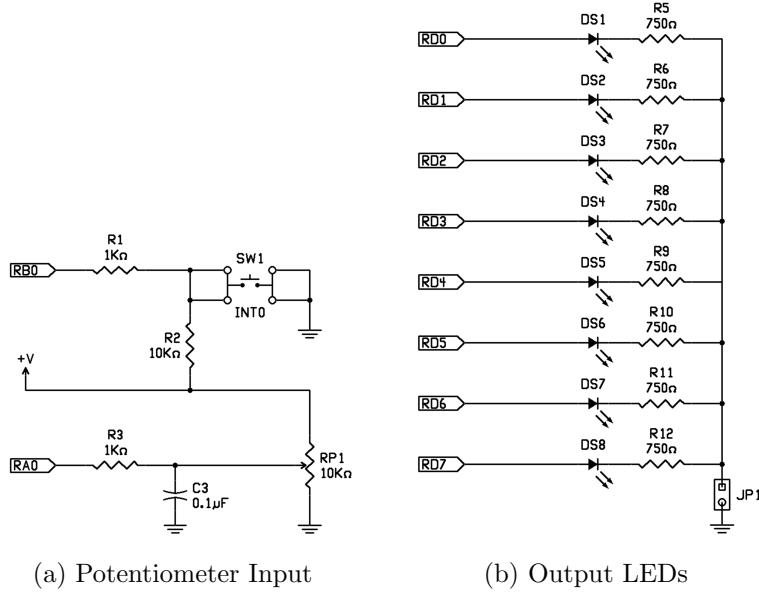 R1
1KΩ
RB0
SW1
INT0
R2
10KΩ
+V
R3
1KΩ
RA0
RP1
10KΩ
C3
0.1µF
(a) Potentiometer Input
RD0
DS1
R5
750Ω
RD1
DS2
R6
750Ω
RD2
DS3
R7
750Ω
RD3
DS4
R8
750Ω
RD4
DS5
R9
750Ω
RD5
DS6
R10
750Ω
RD6
DS7
R11
750Ω
RD7
DS8
R12
750Ω
JP1
(b) Output LEDs